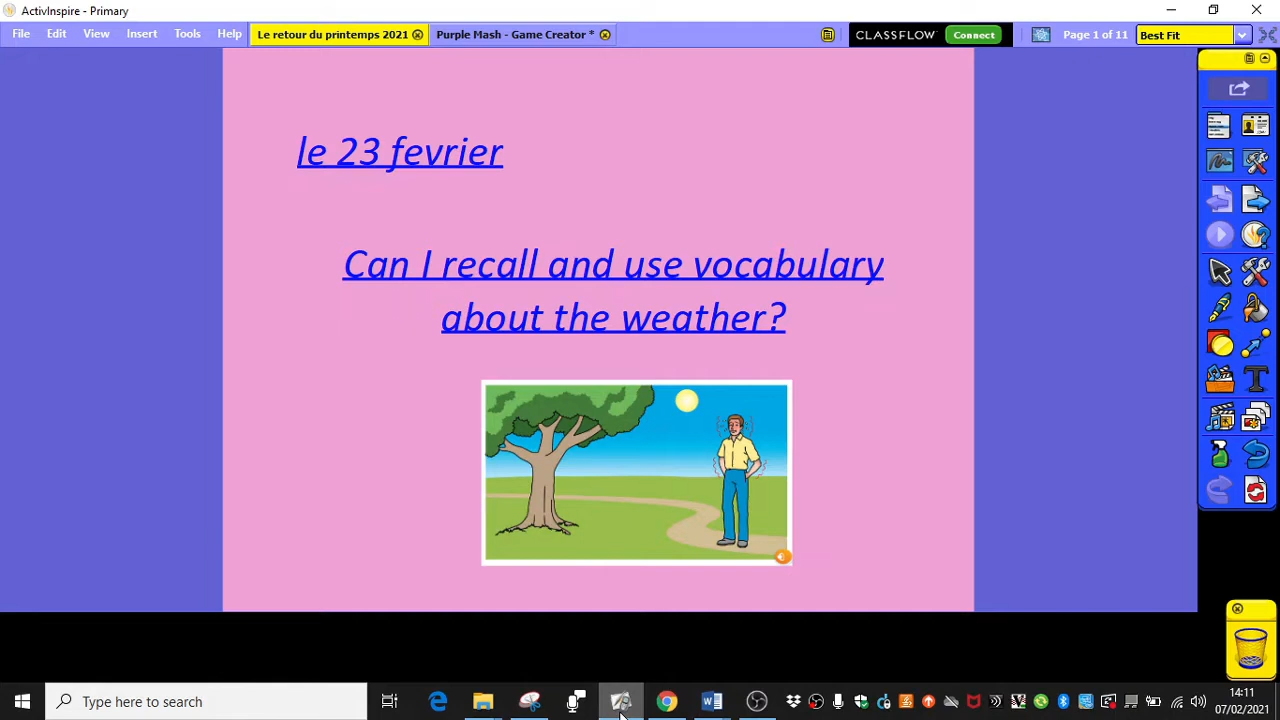 ActivInspire - Primary
File Edit View Insert Tools Help Le retour du printemps 2021 Purple Mash - Game Creator * CLASSFLOW Connect Page 1 of 11 Best Fit
le 23 fevrier
Can I recall and use vocabulary
about the weather?
Type here to search
14:11
07/02/2021